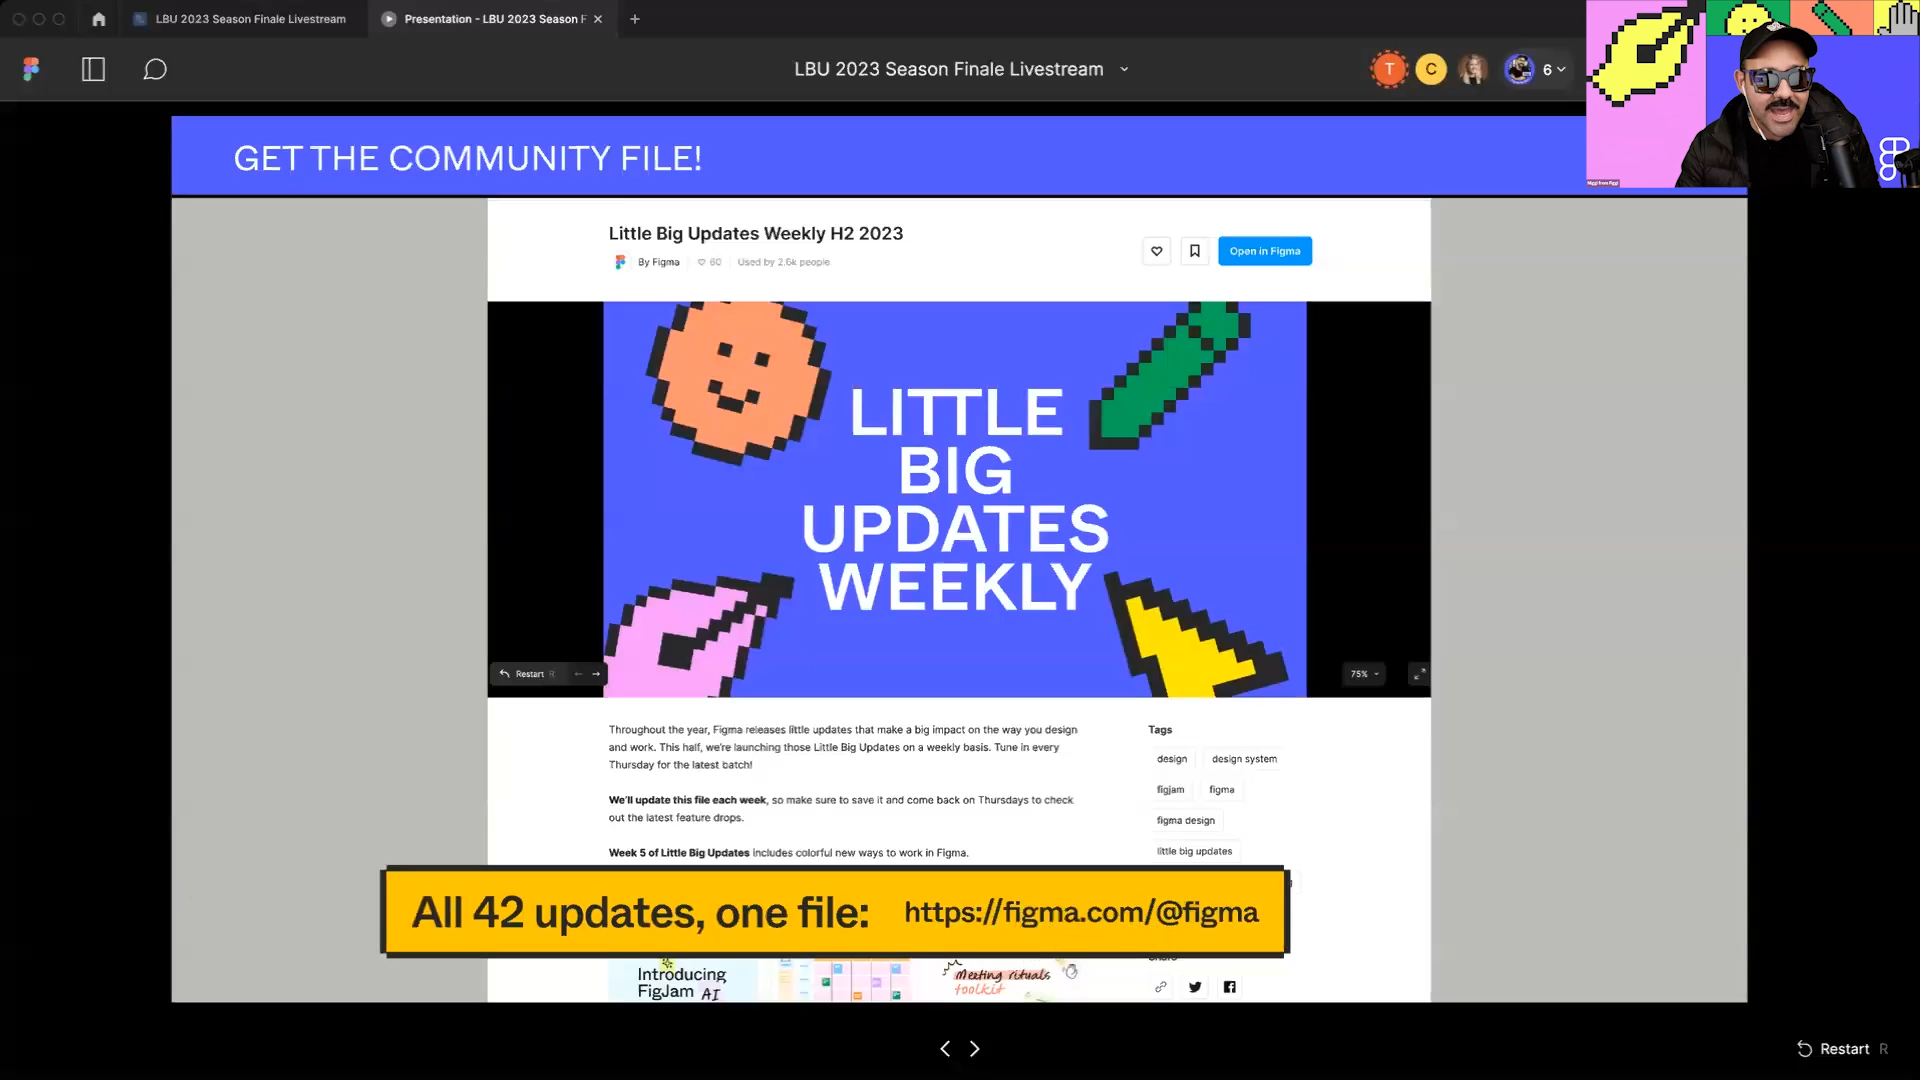 LBU 2023 Season Finale Livestream
Presentation - LBU 2023 Season F
LBU 2023 Season Finale Livestream
T
C
6
GET THE COMMUNITY FILE!
Little Big Updates Weekly H2 2023
By Figma
60
Used by 2.6k people
Open in Figma
LITTLE
BIG
UPDATES
WEEKLY
Restart R
75%
Throughout the year, Figma releases little updates that make a big impact on the way you design
and work. This half, we're launching those Little Big Updates on a weekly basis. Tune in every
Thursday for the latest batch!
We'll update this file each week, so make sure to save it and come back on Thursdays to check
out the latest feature drops.
Week 5 of Little Big Updates includes colorful new ways to work in Figma.
Tags
design
design system
figjam
figma
figma design
little big updates
All 42 updates, one file:
https://figma.com/@figma
Introducing
FigJam AI
Meeting rituals
toolkit
Restart R